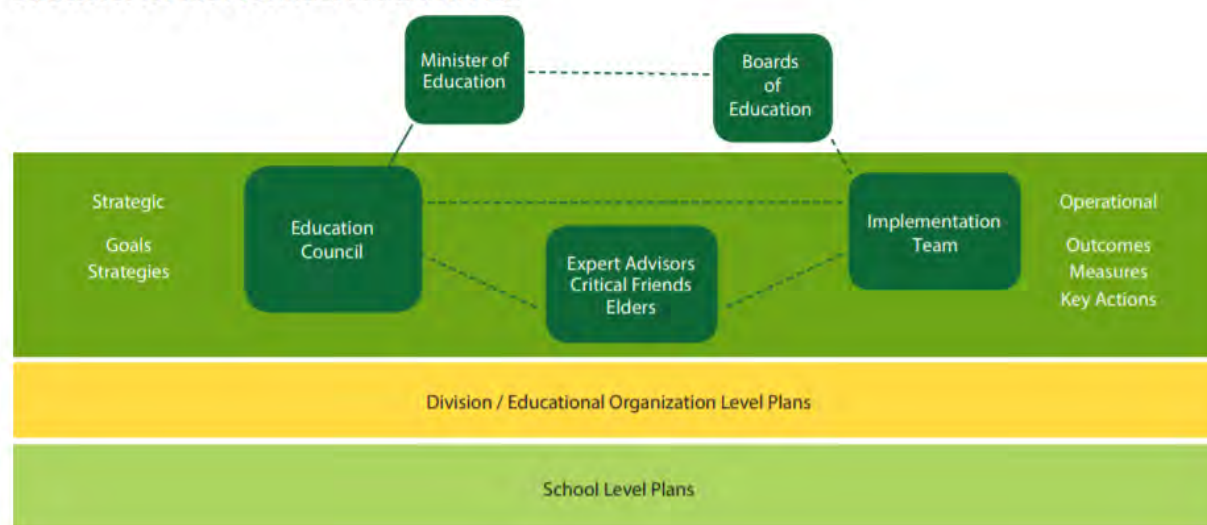 Minister of
Education
Boards
of
Education
Strategic
Goals
Strategies
Education
Council
Expert Advisors
Critical Friends
Elders
Implementation
Team
Operational
Outcomes
Measures
Key Actions
Division / Educational Organization Level Plans
School Level Plans